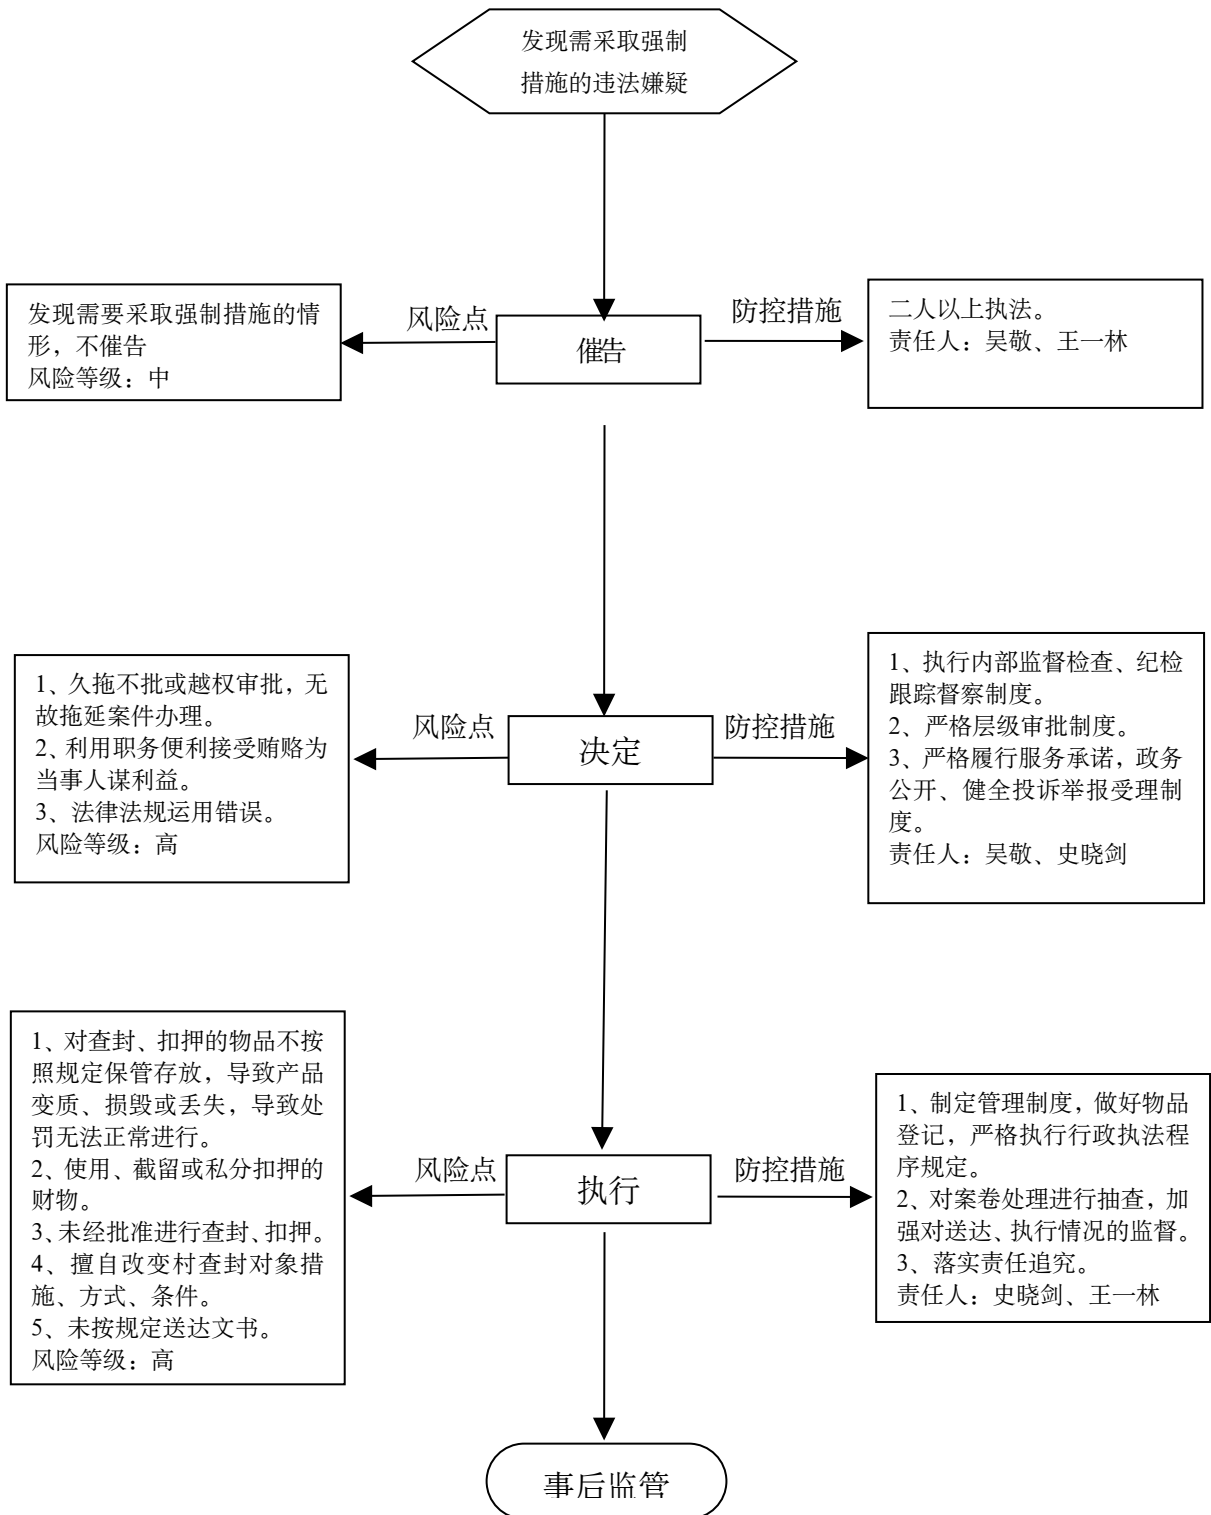 发现需采取强制
措施的违法嫌疑
发现需要采取强制措施的情
形，不催告
风险等级：中
风险点
催告
防控措施
二人以上执法。
责任人：吴敬、王一林
1、久拖不批或越权审批，无
故拖延案件办理。
2、利用职务便利接受贿赂为
当事人谋利益。
3、法律法规运用错误。
风险等级：高
风险点
决定
防控措施
1、执行内部监督检查、纪检
跟踪督察制度。
2、严格层级审批制度。
3、严格履行服务承诺，政务
公开、健全投诉举报受理制
度。
责任人：吴敬、史晓剑
1、对查封、扣押的物品不按
照规定保管存放，导致产品
变质、损毁或丢失，导致处
罚无法正常进行。
2、使用、截留或私分扣押的
财物。
3、未经批准进行查封、扣押。
4、擅自改变村查封对象措
施、方式、条件。
5、未按规定送达文书。
风险等级：高
风险点
执行
防控措施
1、制定管理制度，做好物品
登记，严格执行行政执法程
序规定。
2、对案卷处理进行抽查，加
强对送达、执行情况的监督。
3、落实责任追究。
责任人：史晓剑、王一林
事后监管